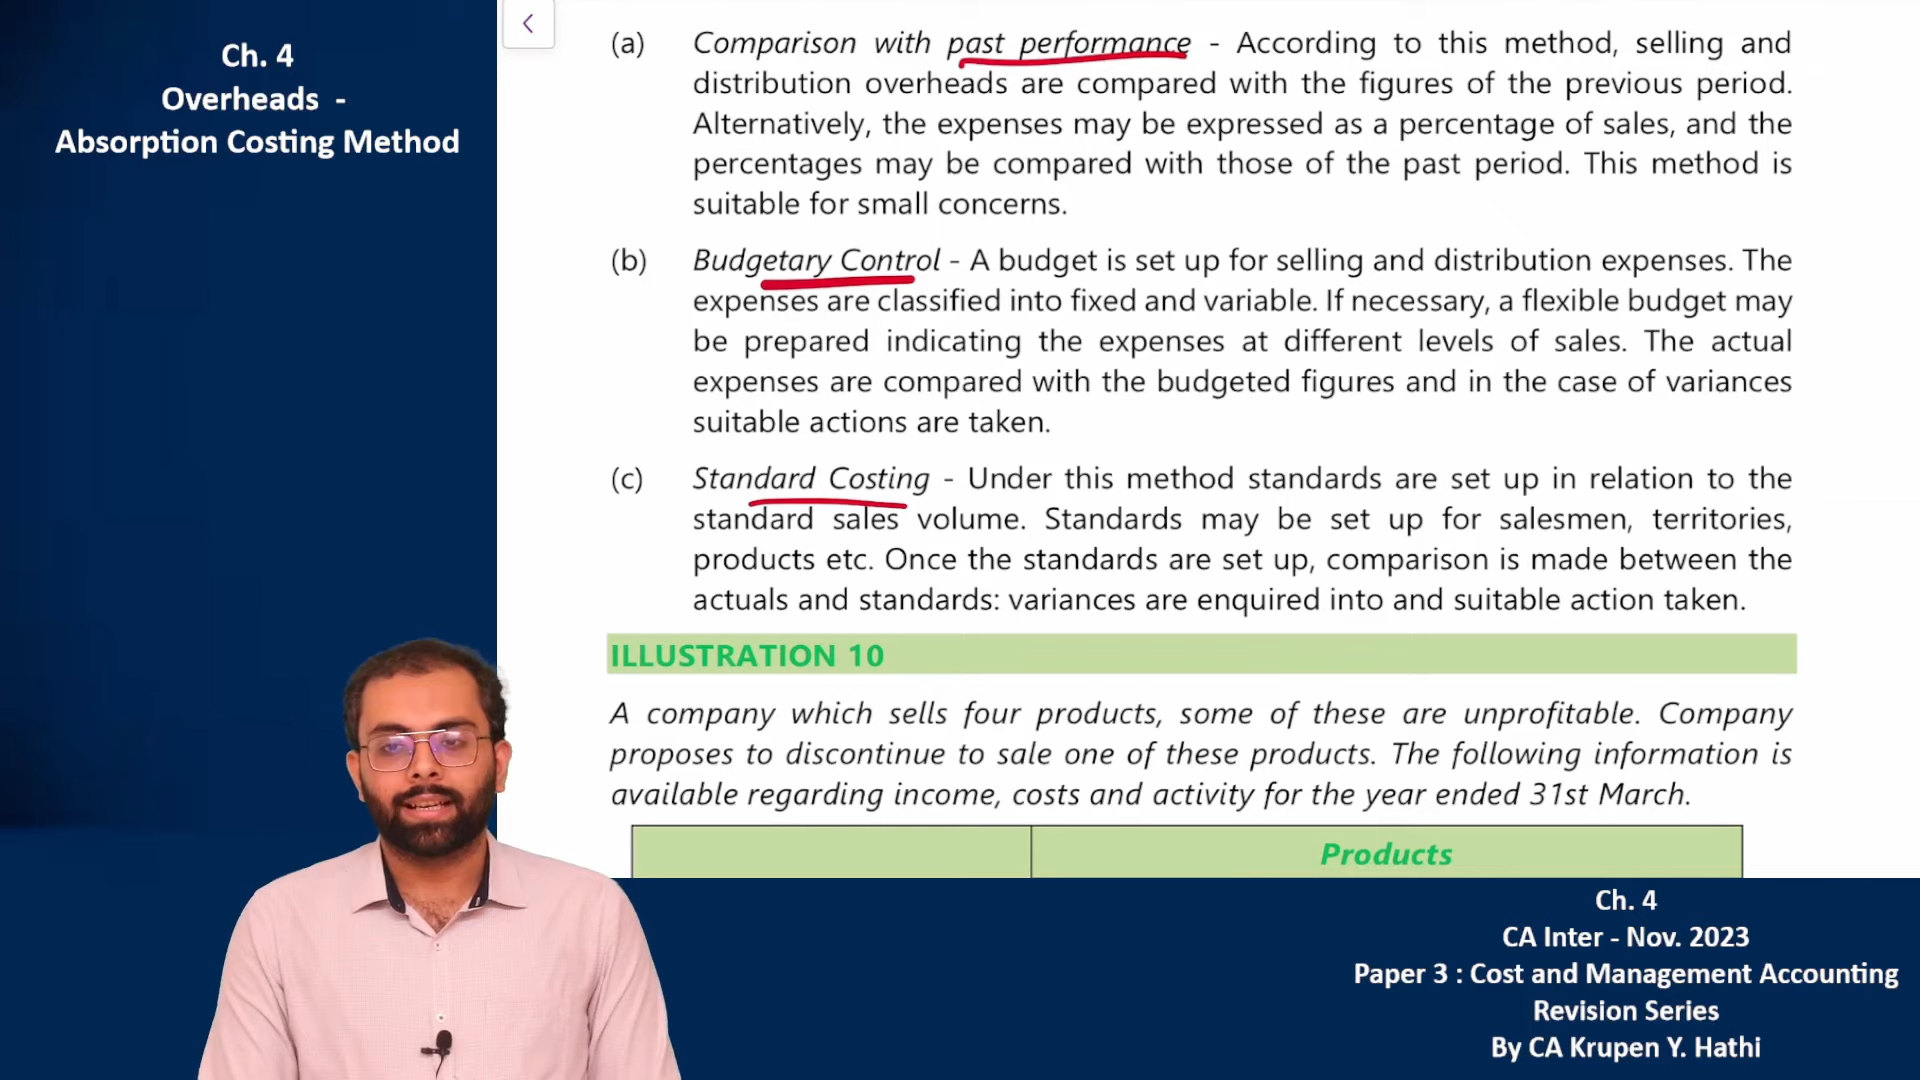 Ch. 4
Overheads -
Absorption Costing Method
(a) Comparison with past performance - According to this method, selling and
distribution overheads are compared with the figures of the previous period.
Alternatively, the expenses may be expressed as a percentage of sales, and the
percentages may be compared with those of the past period. This method is
suitable for small concerns.
(b) Budgetary Control - A budget is set up for selling and distribution expenses. The
expenses are classified into fixed and variable. If necessary, a flexible budget may
be prepared indicating the expenses at different levels of sales. The actual
expenses are compared with the budgeted figures and in the case of variances
suitable actions are taken.
(c) Standard Costing - Under this method standards are set up in relation to the
standard sales volume. Standards may be set up for salesmen, territories,
products etc. Once the standards are set up, comparison is made between the
actuals and standards: variances are enquired into and suitable action taken.
ILLUSTRATION 10
A company which sells four products, some of these are unprofitable. Company
proposes to discontinue to sale one of these products. The following information is
available regarding income, costs and activity for the year ended 31st March.
Products
Ch. 4
CA Inter - Nov. 2023
Paper 3 : Cost and Management Accounting
Revision Series
By CA Krupen Y. Hathi